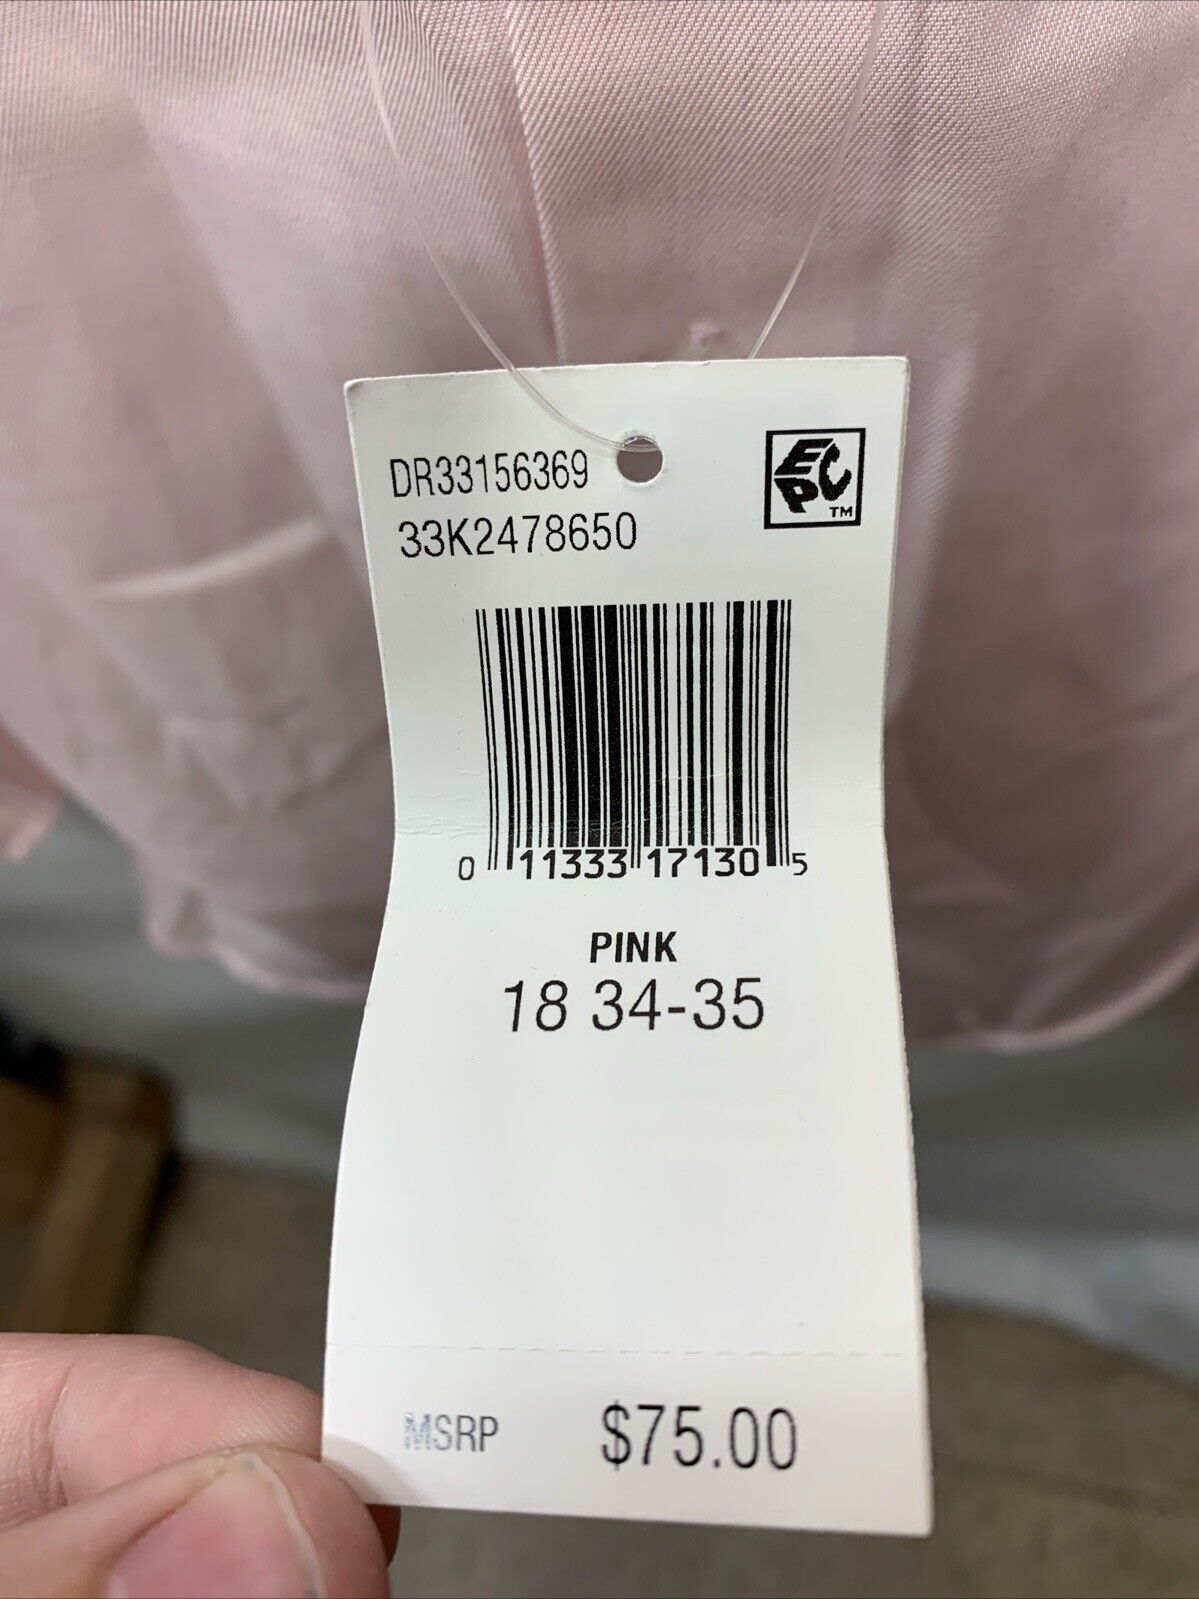 DR33156369
EPC TM
33K2478650
0 11333 17130 5
PINK
18 34-35
MSRP $75.00